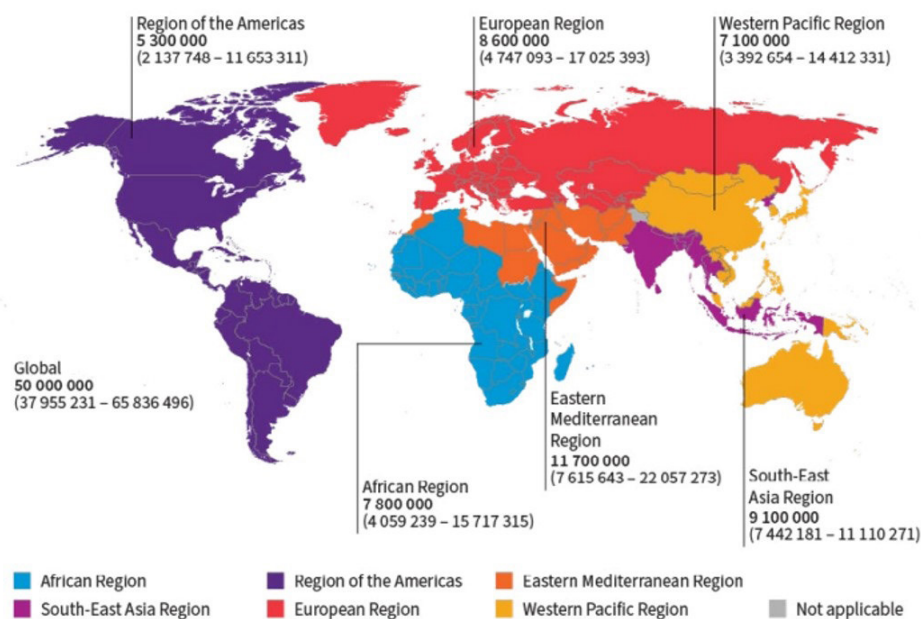 Region of the Americas
5 300 000
(2 137 748 – 11 653 311)
European Region
8 600 000
(4 747 093 – 17 025 393)
Western Pacific Region
7 100 000
(3 392 654 – 14 412 331)
Global
50 000 000
(37 955 231 – 65 836 496)
Eastern
Mediterranean
Region
11 700 000
(7 615 643 – 22 057 273)
African Region
7 800 000
(4 059 239 – 15 717 315)
South-East
Asia Region
9 100 000
(7 442 181 – 11 110 271)
African Region
Region of the Americas
Eastern Mediterranean Region
South-East Asia Region
European Region
Western Pacific Region
Not applicable